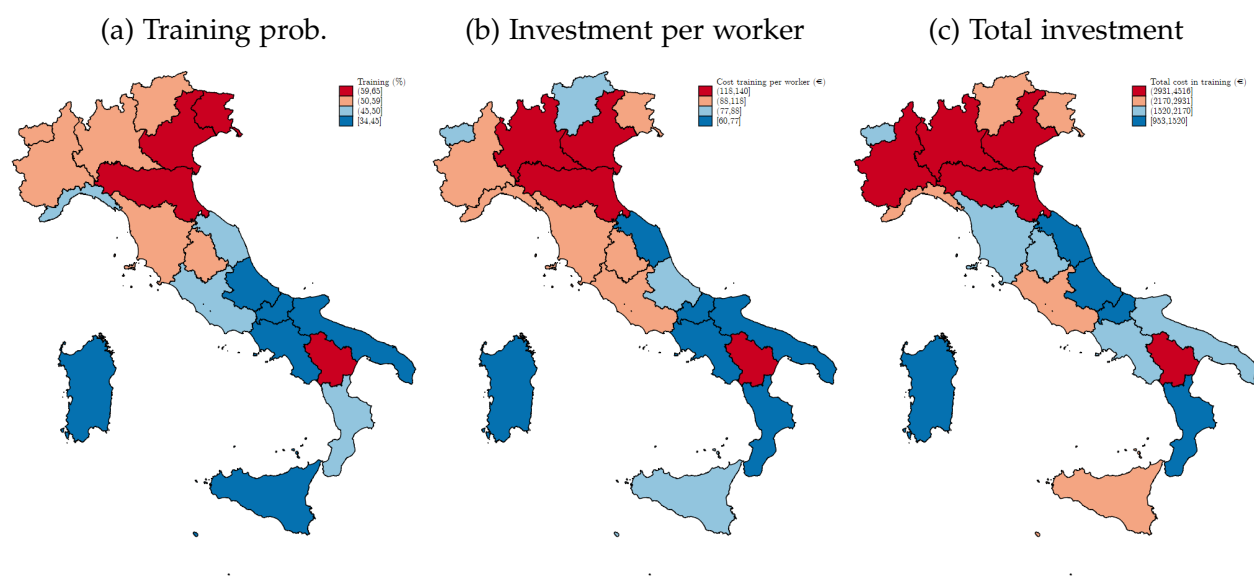 (a) Training prob.
Training (%)
(59,65]
(50,59]
(45,50]
[34,45]
(b) Investment per worker
Cost training per worker (€)
(118,140]
(88,118]
(77,88]
[60,77]
(c) Total investment
Total cost in training (€)
(2931,4516]
(2170,2931]
(1520,2170]
[953,1520]